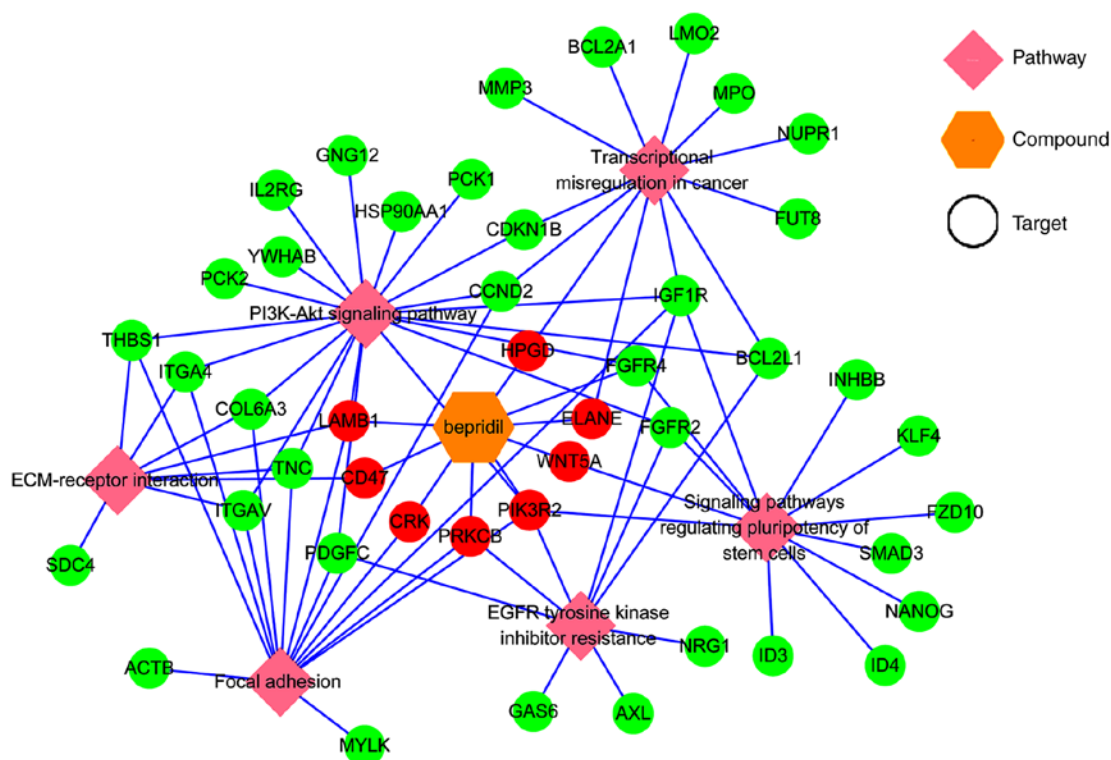 LMO2
BCL2A1
Pathway
MMP3
MPO
NUPR1
Compound
GNG12
Transcriptional
misregulation in cancer
PCK1
IL2RG
HSP90AA1
FUT8
Target
CDKN1B
YWHAB
PCK2
CCND2
IGF1R
PI3K-Akt signaling pathway
THBS1
HPGD
BCL2L1
FGFR4
ITGA4
INHBB
COL6A3
LAMB1
bepridil
ELANE
FGFR2
KLF4
WNT5A
TNC
CD47
ECM-receptor interaction
Signaling pathways
regulating pluripotency of
stem cells
ITGAV
CRK
PIK3R2
FZD10
PRKCB
PDGFC
SMAD3
SDC4
NANOG
EGFR tyrosine kinase
inhibitor resistance
NRG1
ID3
ID4
ACTB
Focal adhesion
GAS6
AXL
MYLK